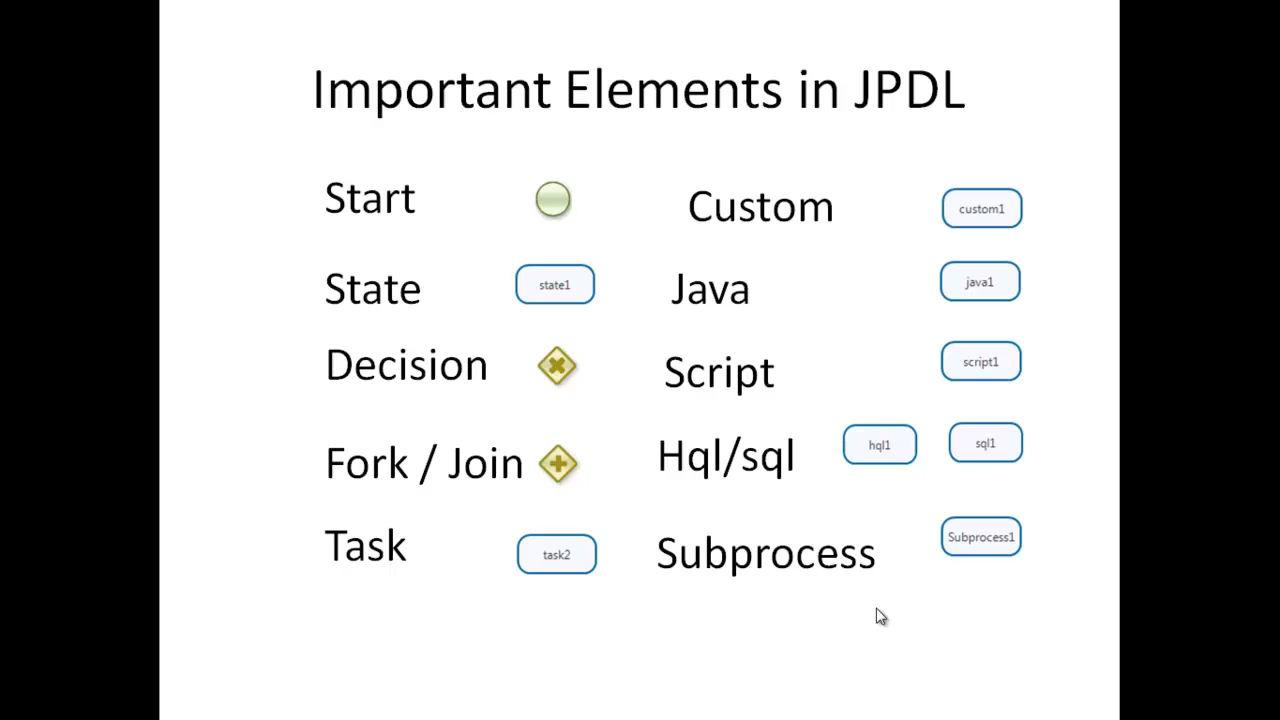 Important Elements in JPDL
Start
State
state1
Decision
Fork / Join
Task
task2
Custom
custom1
Java
java1
Script
script1
Hql/sql
hql1
sql1
Subprocess
Subprocess1